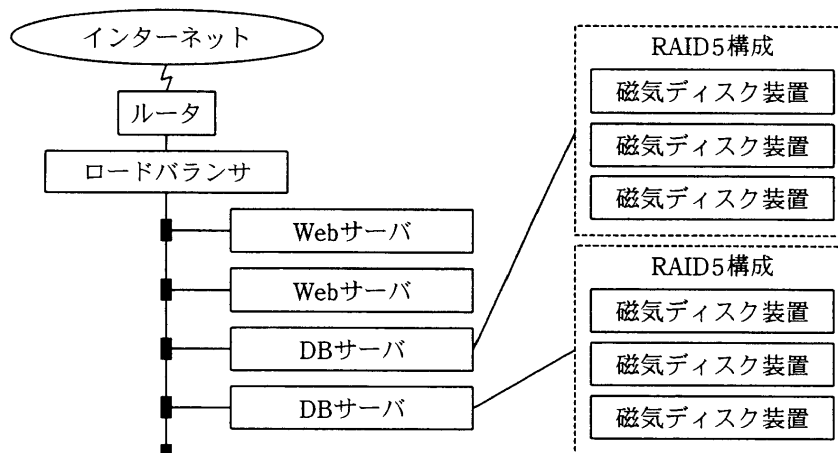 インターネット
ルータ
ロードバランサ
Webサーバ
Webサーバ
DBサーバ
DBサーバ
RAID5構成
磁気ディスク装置
磁気ディスク装置
磁気ディスク装置
RAID5構成
磁気ディスク装置
磁気ディスク装置
磁気ディスク装置